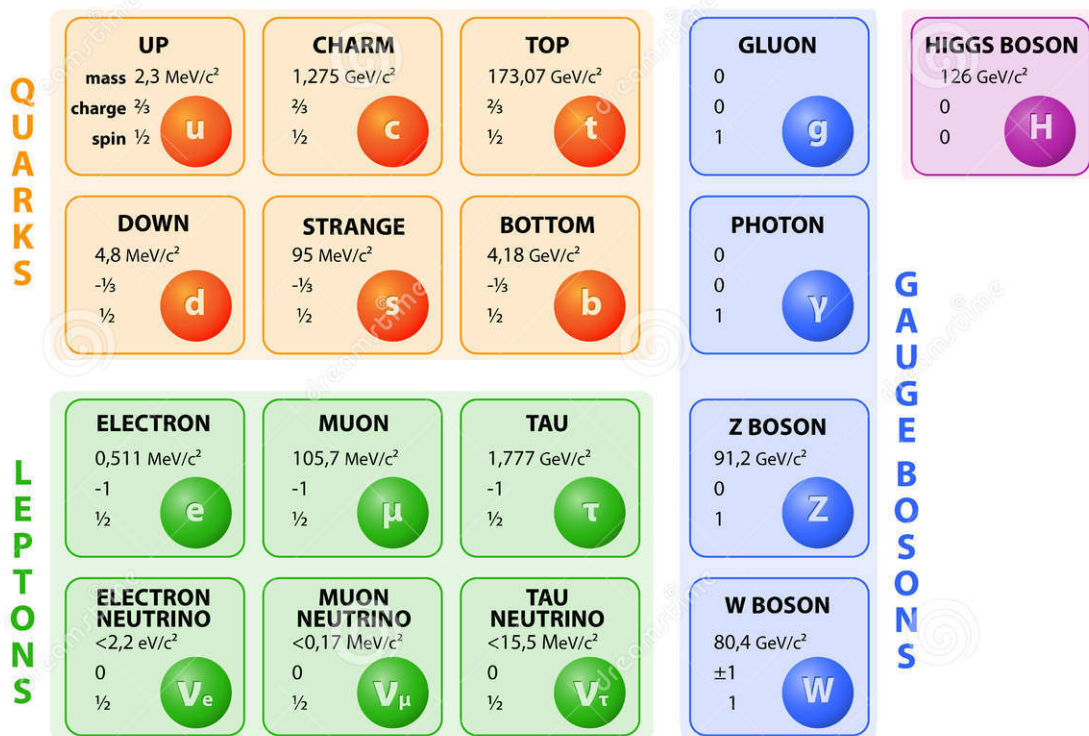 QUARKS
UP
mass 2,3 MeV/c²
charge ⅔
spin ½
u
CHARM
1,275 GeV/c²
⅔
½
c
TOP
173,07 GeV/c²
⅔
½
t
DOWN
4,8 MeV/c²
-⅓
½
d
STRANGE
95 MeV/c²
-⅓
½
s
BOTTOM
4,18 GeV/c²
-⅓
½
b
LEPTONS
ELECTRON
0,511 MeV/c²
-1
½
e
MUON
105,7 MeV/c²
-1
½
μ
TAU
1,777 GeV/c²
-1
½
τ
ELECTRON
NEUTRINO
<2,2 eV/c²
0
½
νe
MUON
NEUTRINO
<0,17 MeV/c²
0
½
νμ
TAU
NEUTRINO
<15,5 MeV/c²
0
½
ντ
GLUON
0
0
1
g
PHOTON
0
0
1
γ
Z BOSON
91,2 GeV/c²
0
1
Z
W BOSON
80,4 GeV/c²
±1
1
W
GAUGE BOSONS
HIGGS BOSON
126 GeV/c²
0
0
H
dreamstime